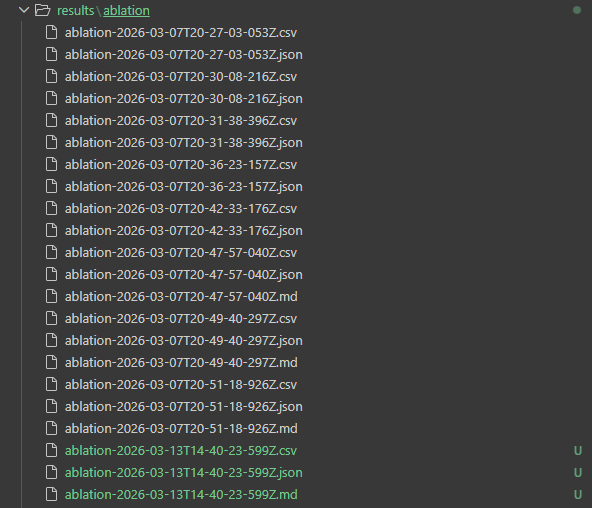 results\ablation
ablation-2026-03-07T20-27-03-053Z.csv
ablation-2026-03-07T20-27-03-053Z.json
ablation-2026-03-07T20-30-08-216Z.csv
ablation-2026-03-07T20-30-08-216Z.json
ablation-2026-03-07T20-31-38-396Z.csv
ablation-2026-03-07T20-31-38-396Z.json
ablation-2026-03-07T20-36-23-157Z.csv
ablation-2026-03-07T20-36-23-157Z.json
ablation-2026-03-07T20-42-33-176Z.csv
ablation-2026-03-07T20-42-33-176Z.json
ablation-2026-03-07T20-47-57-040Z.csv
ablation-2026-03-07T20-47-57-040Z.json
ablation-2026-03-07T20-47-57-040Z.md
ablation-2026-03-07T20-49-40-297Z.csv
ablation-2026-03-07T20-49-40-297Z.json
ablation-2026-03-07T20-49-40-297Z.md
ablation-2026-03-07T20-51-18-926Z.csv
ablation-2026-03-07T20-51-18-926Z.json
ablation-2026-03-07T20-51-18-926Z.md
ablation-2026-03-13T14-40-23-599Z.csv U
ablation-2026-03-13T14-40-23-599Z.json U
ablation-2026-03-13T14-40-23-599Z.md U